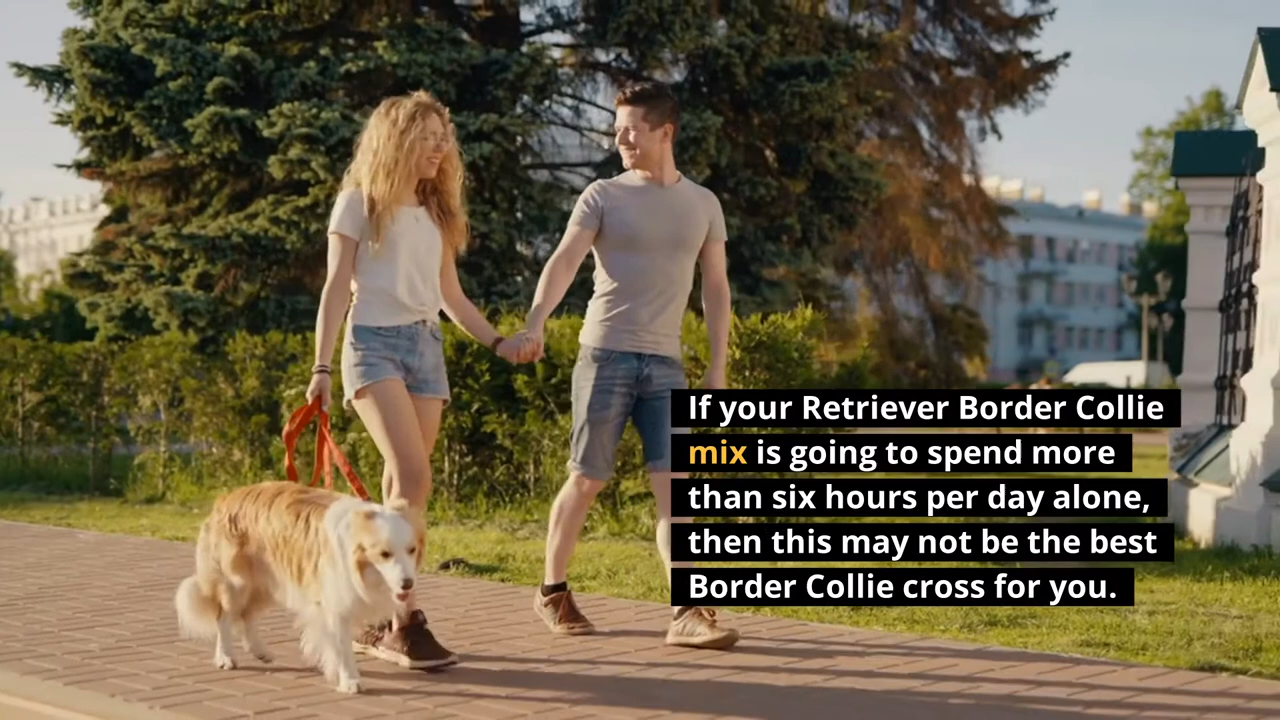 If your Retriever Border Collie
mix is going to spend more
than six hours per day alone,
then this may not be the best
Border Collie cross for you.